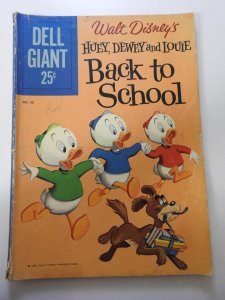 DELL
GIANT
25¢
Walt Disney's
HUEY, DEWEY and LOUIE
Back to
School